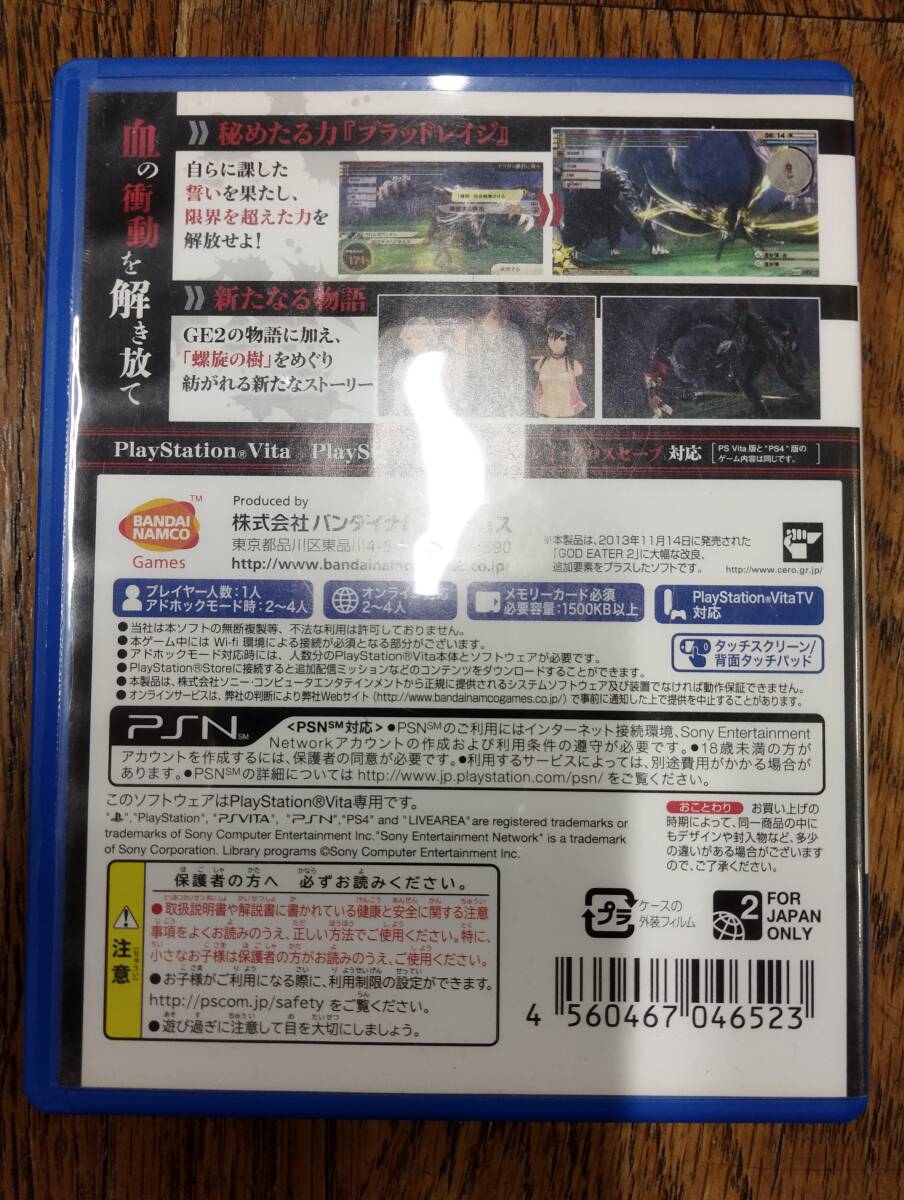 血の衝動を解き放て
秘めたる力『ブラッドレイジ』
自らに課した
誓いを果たし、
限界を超えた力を
解放せよ!
新たなる物語
GE2の物語に加え、
「螺旋の樹」をめぐり
紡がれる新たなストーリー
PlayStation®Vita PlayS クロスセーブ 対応
PS Vita 版と"PS4"版の
ゲーム内容は同じです。
BANDAI
NAMCO
Games
TM
Produced by
株式会社 バンダイナ ス
東京都品川区東品川4-
http://www.bandainam .co.jp/
※本製品は、2013年11月14日に発売された
「GOD EATER 2」に大幅な改良、
追加要素をプラスしたソフトです。
http://www.cero.gr.jp/
プレイヤー人数:1人
アドホックモード時:2~4人
オンライン 対応
2~4人
メモリーカード必須
必要容量:1500KB以上
PlayStation®VitaTV
対応
●当社は本ソフトの無断複製等、不法な利用は許可しておりません。
●本ゲーム中には Wi-fi 環境による接続が必須となる部分がございます。
●アドホックモード対応時には、人数分のPlayStation®Vita本体とソフトウェアが必要です。
●PlayStation®Storeに接続すると追加配信ミッションなどのコンテンツをダウンロードすることができます。
●本製品は、株式会社ソニー・コンピュータエンタテインメントから正規に提供されるシステムソフトウェア及び装置でなければ動作保証できません。
●オンラインサービスは、弊社の判断により弊社Webサイト(http://www.bandainamcogames.co.jp/)で事前に通知した上で提供を中止することがあります。
タッチスクリーン/
背面タッチパッド
PSN SM
<PSN℠対応>●PSN℠のご利用にはインターネット接続環境、Sony Entertainment
Networkアカウントの作成および利用条件の遵守が必要です。●18歳未満の方が
アカウントを作成するには、保護者の同意が必要です。●利用するサービスによっては、別途費用がかかる場合が
あります。●PSN℠の詳細については http://www.jp.playstation.com/psn/ をご覧ください。
このソフトウェアはPlayStation®Vita専用です。
" ","PlayStation", "PSVITA", "PSN","PS4" and "LIVEAREA" are registered trademarks or
trademarks of Sony Computer Entertainment Inc."Sony Entertainment Network" is a trademark
of Sony Corporation. Library programs ©Sony Computer Entertainment Inc.
おことわり お買い上げの
時期によって、同一商品の中に
もデザインや封入物など、多少
の違いがある場合がございます
ので、ご了承ください。
注意
保護者の方へ 必ずお読みください。
●取扱説明書や解説書に書かれている健康と安全に関する注意
事項をよくお読みのうえ、正しい方法でご使用ください。特に、
小さなお子様は保護者の方がお読みのうえ、ご使用ください。
●お子様がご利用になる際に、利用制限の設定ができます。
http://pscom.jp/safety をご覧ください。
●遊び過ぎに注意して目を大切にしましょう。
プラ
ケースの
外装フィルム
2
FOR
JAPAN
ONLY
4 560467 046523